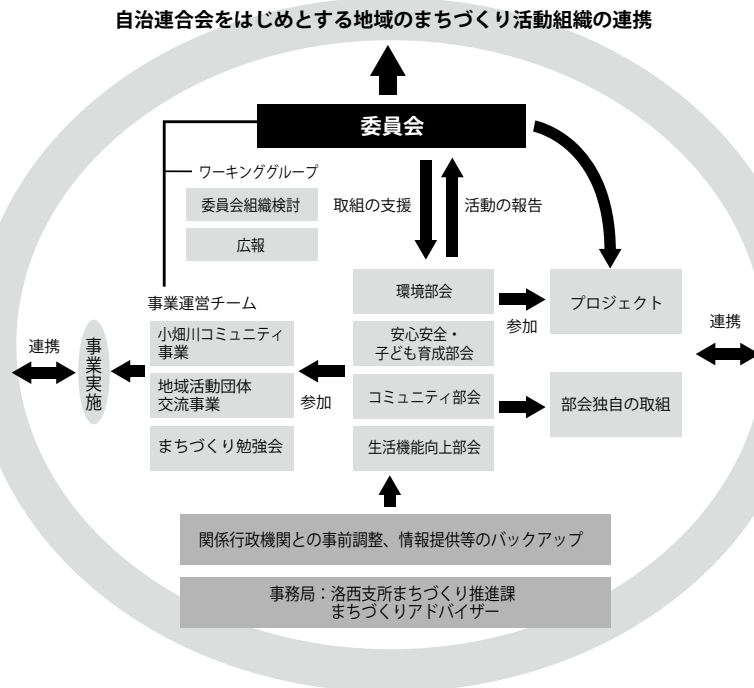 自治連合会をはじめとする地域のまちづくり活動組織の連携
委員会
ワーキンググループ
委員会組織検討
広報
取組の支援
活動の報告
事業運営チーム
小畑川コミュニティ
事業
地域活動団体
交流事業
まちづくり勉強会
連携
事業実施
参加
環境部会
安心安全・
子ども育成部会
コミュニティ部会
生活機能向上部会
参加
プロジェクト
部会独自の取組
連携
関係行政機関との事前調整、情報提供等のバックアップ
事務局：洛西支所まちづくり推進課
まちづくりアドバイザー